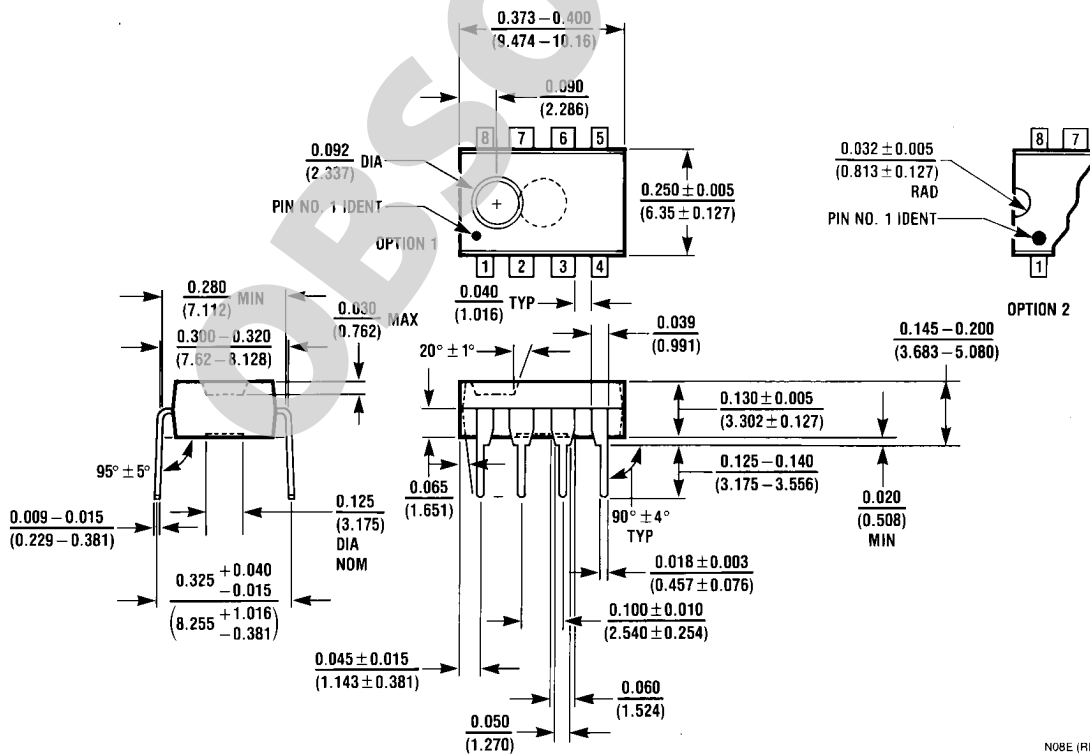 OBSO
0.373 – 0.400
(9.474 – 10.16)
0.090
(2.286)
8 7 6 5
0.092 DIA
(2.337)
PIN NO. 1 IDENT
OPTION 1
+
1 2 3 4
0.250 ± 0.005
(6.35 ± 0.127)
0.032 ± 0.005
(0.813 ± 0.127)
RAD
PIN NO. 1 IDENT
8 7
1
OPTION 2
0.280 MIN
(7.112)
0.300 – 0.320
(7.62 – 8.128)
0.030 MAX
(0.762)
0.040 TYP
(1.016)
0.039
(0.991)
0.145 – 0.200
(3.683 – 5.080)
20° ± 1°
0.130 ± 0.005
(3.302 ± 0.127)
95° ± 5°
0.065
(1.651)
0.125 – 0.140
(3.175 – 3.556)
0.020
(0.508)
MIN
0.009 – 0.015
(0.229 – 0.381)
0.125
(3.175)
DIA
NOM
90° ± 4°
TYP
0.018 ± 0.003
(0.457 ± 0.076)
0.325 +0.040
−0.015
(8.255 +1.016
−0.381)
0.100 ± 0.010
(2.540 ± 0.254)
0.045 ± 0.015
(1.143 ± 0.381)
0.060
(1.524)
0.050
(1.270)
N08E